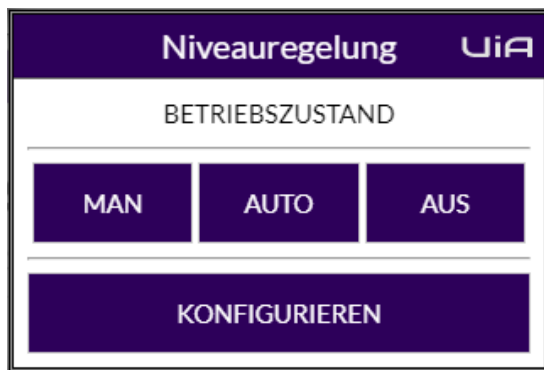 Niveauregelung UiA
BETRIEBSZUSTAND
MAN AUTO AUS
KONFIGURIEREN